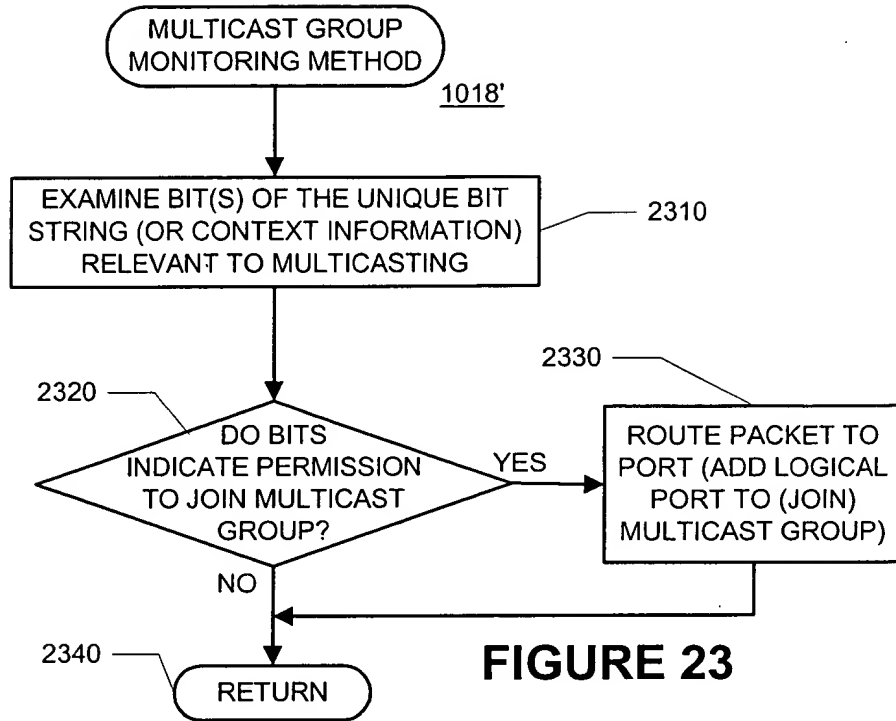 MULTICAST GROUP
MONITORING METHOD
1018'
EXAMINE BIT(S) OF THE UNIQUE BIT
STRING (OR CONTEXT INFORMATION)
RELEVANT TO MULTICASTING
2310
2320
DO BITS
INDICATE PERMISSION
TO JOIN MULTICAST
GROUP?
YES
NO
2330
ROUTE PACKET TO
PORT (ADD LOGICAL
PORT TO (JOIN)
MULTICAST GROUP)
2340
RETURN
FIGURE 23